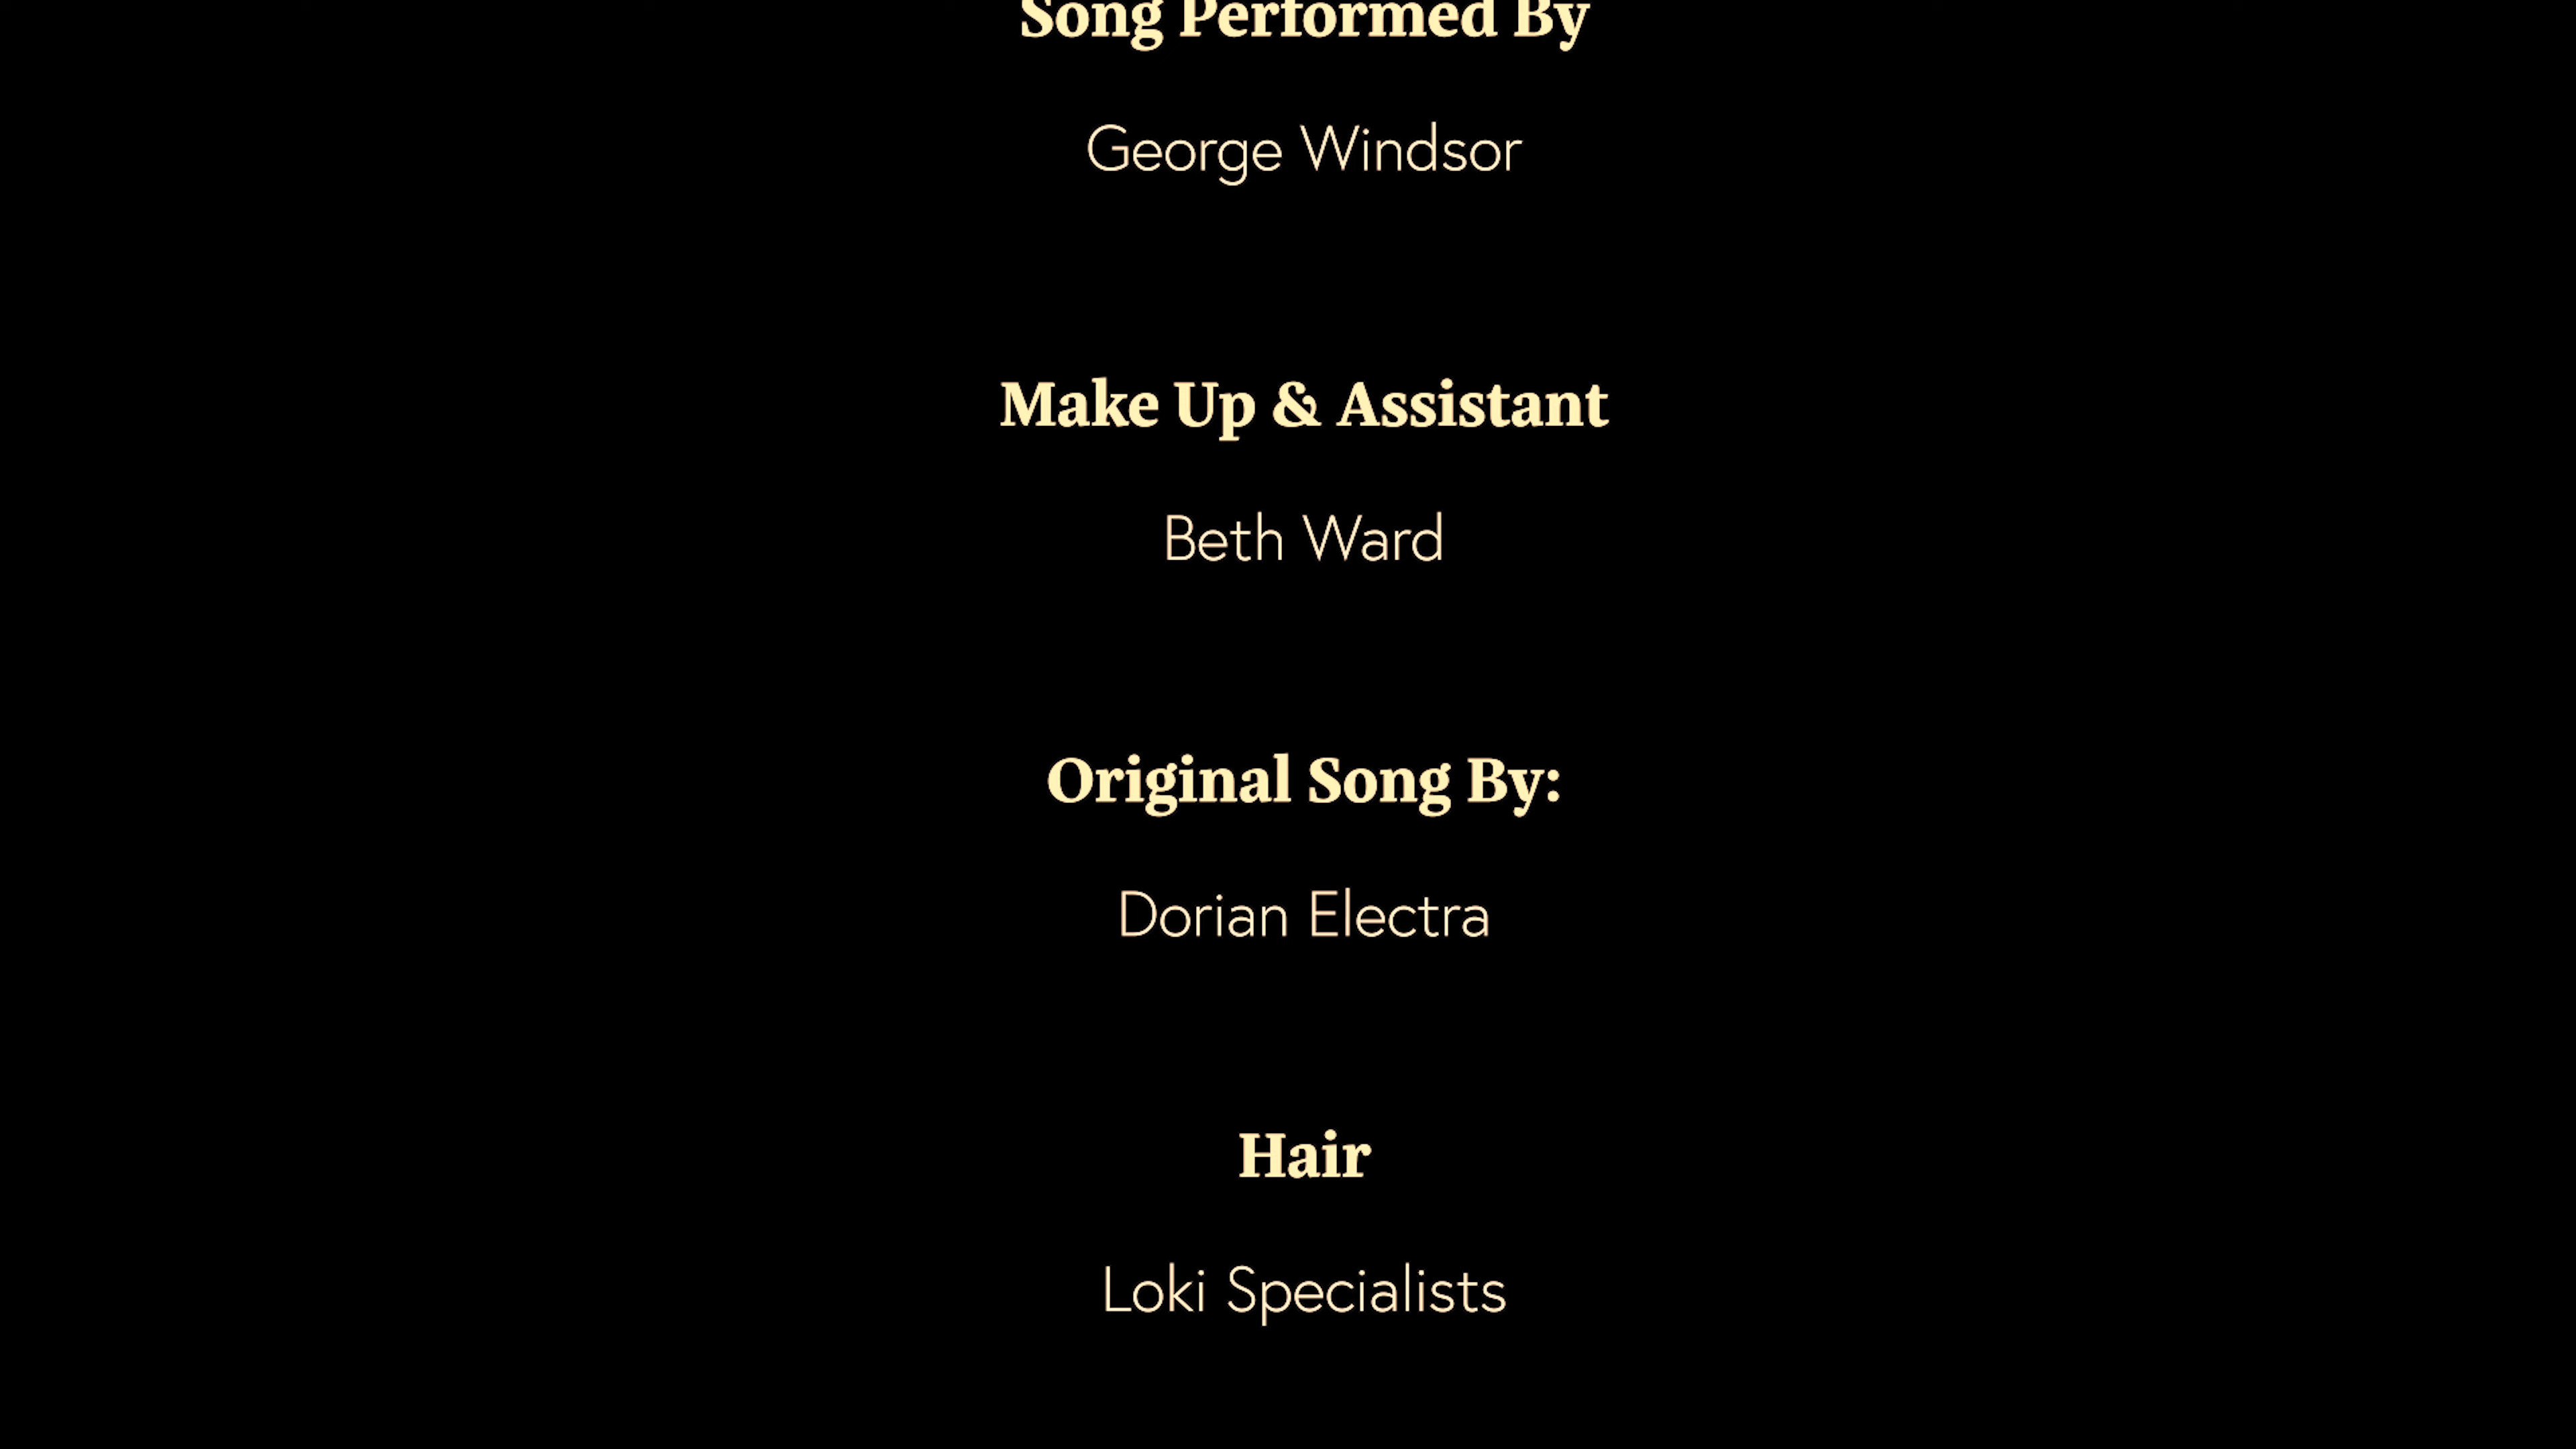 Song Performed By
George Windsor
Make Up & Assistant
Beth Ward
Original Song By:
Dorian Electra
Hair
Loki Specialists